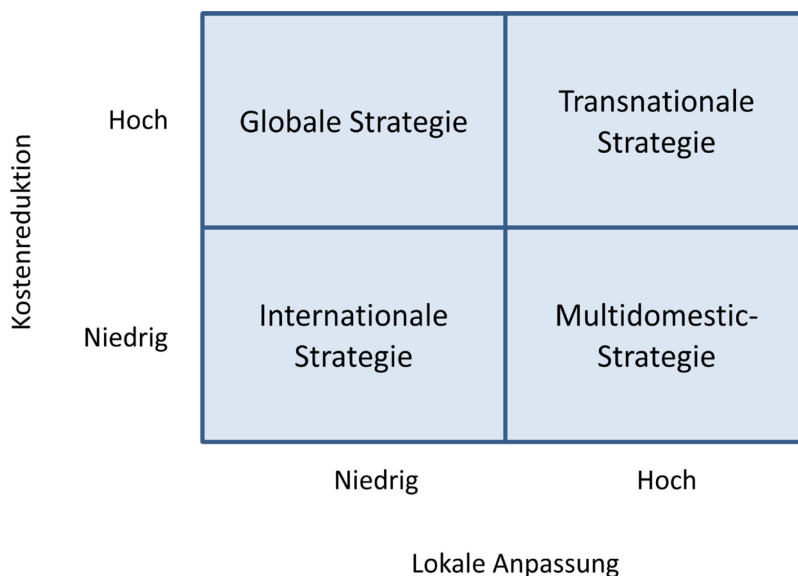 Kostenreduktion
Hoch
Globale Strategie
Transnationale
Strategie
Niedrig
Internationale
Strategie
Multidomestic-
Strategie
Niedrig
Hoch
Lokale Anpassung